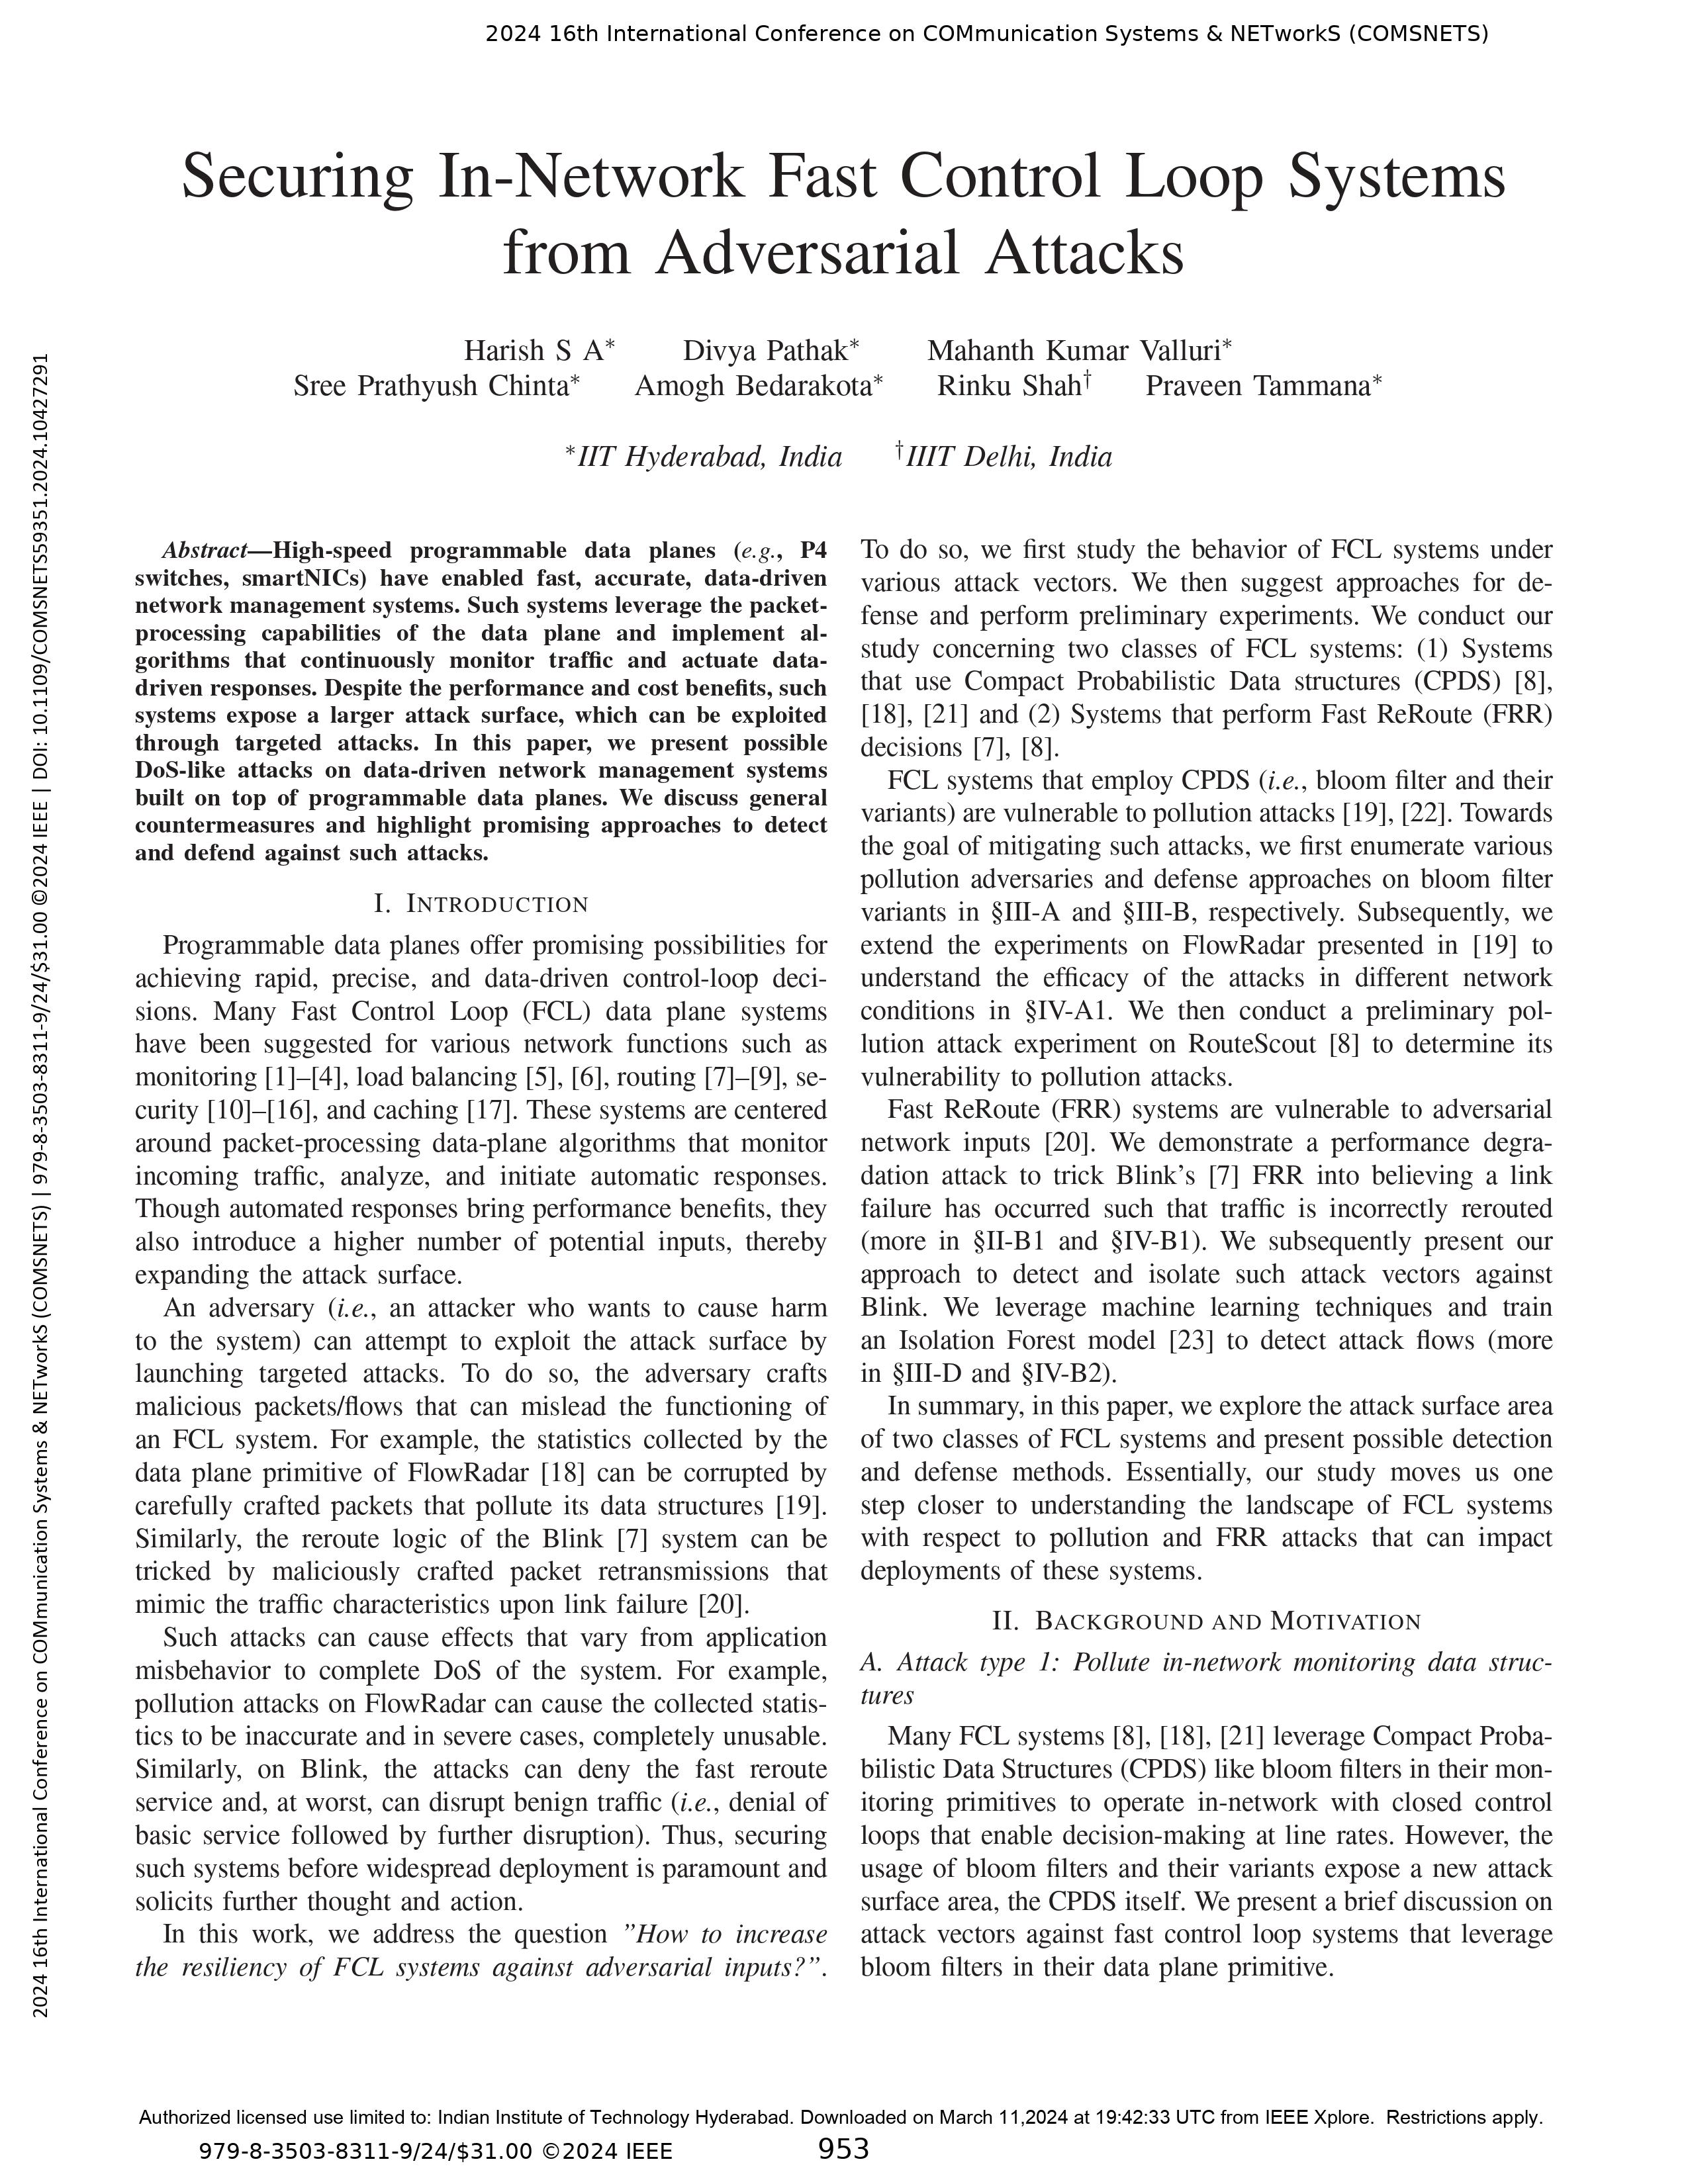 2024 16th International Conference on COMmunication Systems & NETworkS (COMSNETS)
Securing In-Network Fast Control Loop Systems
from Adversarial Attacks
Harish S A* Divya Pathak* Mahanth Kumar Valluri*
Sree Prathyush Chinta* Amogh Bedarakota* Rinku Shah† Praveen Tammana*
*IIT Hyderabad, India †IIIT Delhi, India
Abstract—High-speed programmable data planes (e.g., P4
switches, smartNICs) have enabled fast, accurate, data-driven
network management systems. Such systems leverage the packet-
processing capabilities of the data plane and implement al-
gorithms that continuously monitor traffic and actuate data-
driven responses. Despite the performance and cost benefits, such
systems expose a larger attack surface, which can be exploited
through targeted attacks. In this paper, we present possible
DoS-like attacks on data-driven network management systems
built on top of programmable data planes. We discuss general
countermeasures and highlight promising approaches to detect
and defend against such attacks.
I. INTRODUCTION
Programmable data planes offer promising possibilities for
achieving rapid, precise, and data-driven control-loop deci-
sions. Many Fast Control Loop (FCL) data plane systems
have been suggested for various network functions such as
monitoring [1]–[4], load balancing [5], [6], routing [7]–[9], se-
curity [10]–[16], and caching [17]. These systems are centered
around packet-processing data-plane algorithms that monitor
incoming traffic, analyze, and initiate automatic responses.
Though automated responses bring performance benefits, they
also introduce a higher number of potential inputs, thereby
expanding the attack surface.
An adversary (i.e., an attacker who wants to cause harm
to the system) can attempt to exploit the attack surface by
launching targeted attacks. To do so, the adversary crafts
malicious packets/flows that can mislead the functioning of
an FCL system. For example, the statistics collected by the
data plane primitive of FlowRadar [18] can be corrupted by
carefully crafted packets that pollute its data structures [19].
Similarly, the reroute logic of the Blink [7] system can be
tricked by maliciously crafted packet retransmissions that
mimic the traffic characteristics upon link failure [20].
Such attacks can cause effects that vary from application
misbehavior to complete DoS of the system. For example,
pollution attacks on FlowRadar can cause the collected statis-
tics to be inaccurate and in severe cases, completely unusable.
Similarly, on Blink, the attacks can deny the fast reroute
service and, at worst, can disrupt benign traffic (i.e., denial of
basic service followed by further disruption). Thus, securing
such systems before widespread deployment is paramount and
solicits further thought and action.
In this work, we address the question ”How to increase
the resiliency of FCL systems against adversarial inputs?”.
To do so, we first study the behavior of FCL systems under
various attack vectors. We then suggest approaches for de-
fense and perform preliminary experiments. We conduct our
study concerning two classes of FCL systems: (1) Systems
that use Compact Probabilistic Data structures (CPDS) [8],
[18], [21] and (2) Systems that perform Fast ReRoute (FRR)
decisions [7], [8].
FCL systems that employ CPDS (i.e., bloom filter and their
variants) are vulnerable to pollution attacks [19], [22]. Towards
the goal of mitigating such attacks, we first enumerate various
pollution adversaries and defense approaches on bloom filter
variants in §III-A and §III-B, respectively. Subsequently, we
extend the experiments on FlowRadar presented in [19] to
understand the efficacy of the attacks in different network
conditions in §IV-A1. We then conduct a preliminary pol-
lution attack experiment on RouteScout [8] to determine its
vulnerability to pollution attacks.
Fast ReRoute (FRR) systems are vulnerable to adversarial
network inputs [20]. We demonstrate a performance degra-
dation attack to trick Blink’s [7] FRR into believing a link
failure has occurred such that traffic is incorrectly rerouted
(more in §II-B1 and §IV-B1). We subsequently present our
approach to detect and isolate such attack vectors against
Blink. We leverage machine learning techniques and train
an Isolation Forest model [23] to detect attack flows (more
in §III-D and §IV-B2).
In summary, in this paper, we explore the attack surface area
of two classes of FCL systems and present possible detection
and defense methods. Essentially, our study moves us one
step closer to understanding the landscape of FCL systems
with respect to pollution and FRR attacks that can impact
deployments of these systems.
II. BACKGROUND AND MOTIVATION
A. Attack type 1: Pollute in-network monitoring data struc-
tures
Many FCL systems [8], [18], [21] leverage Compact Proba-
bilistic Data Structures (CPDS) like bloom filters in their mon-
itoring primitives to operate in-network with closed control
loops that enable decision-making at line rates. However, the
usage of bloom filters and their variants expose a new attack
surface area, the CPDS itself. We present a brief discussion on
attack vectors against fast control loop systems that leverage
bloom filters in their data plane primitive.
2024 16th International Conference on COMmunication Systems & NETworkS (COMSNETS) | 979-8-3503-8311-9/24/$31.00 ©2024 IEEE | DOI: 10.1109/COMSNETS59351.2024.10427291
Authorized licensed use limited to: Indian Institute of Technology Hyderabad. Downloaded on March 11,2024 at 19:42:33 UTC from IEEE Xplore. Restrictions apply.
979-8-3503-8311-9/24/$31.00 ©2024 IEEE 953